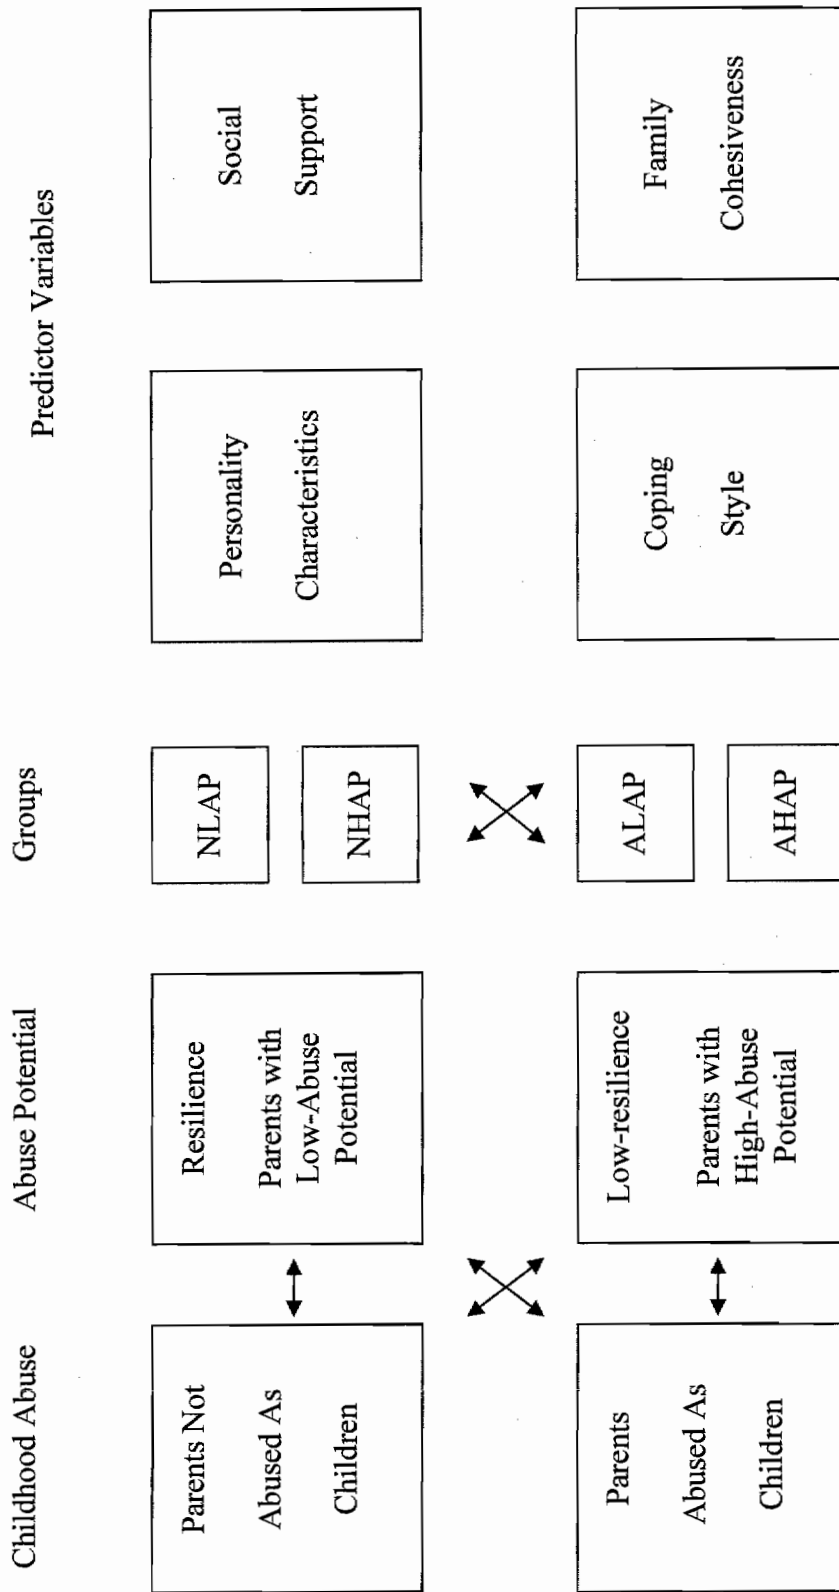 Childhood Abuse
Abuse Potential
Groups
Predictor Variables
Parents Not
Abused As
Children
Resilience
Parents with
Low-Abuse
Potential
NLAP
NHAP
Personality
Characteristics
Social
Support
Parents
Abused As
Children
Low-resilience
Parents with
High-Abuse
Potential
ALAP
AHAP
Coping
Style
Family
Cohesiveness